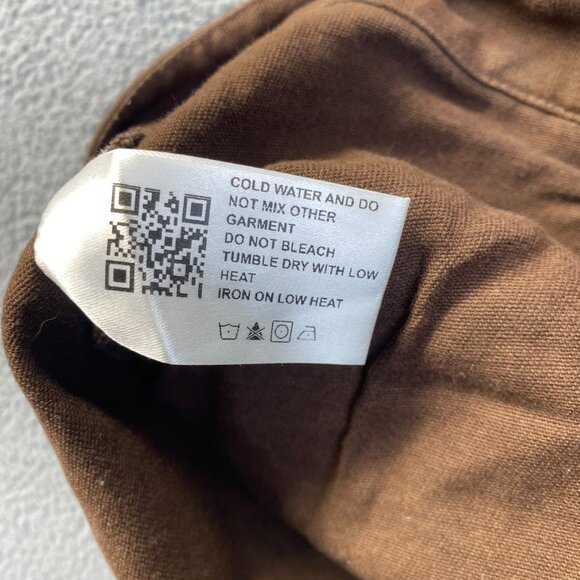 COLD WATER AND DO
NOT MIX OTHER
GARMENT
DO NOT BLEACH
TUMBLE DRY WITH LOW
HEAT
IRON ON LOW HEAT